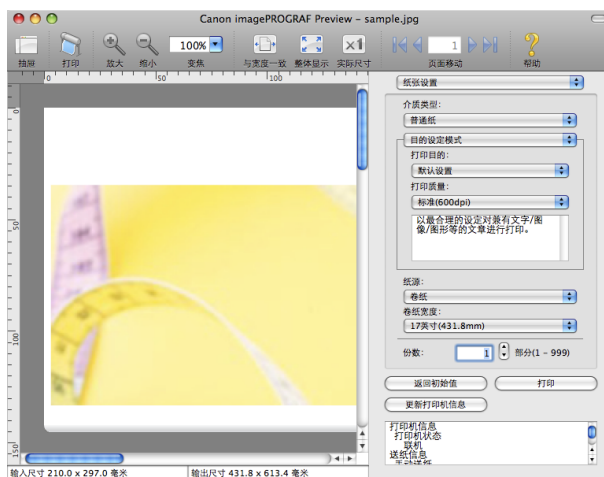 Canon imagePROGRAF Preview – sample.jpg
100%
1
抽屉 打印 放大 缩小 变焦 与宽度一致 整体显示 实际尺寸 页面移动 帮助
0 50 100
0
50
100
150
纸张设置
介质类型:
普通纸
目的设定模式
打印目的:
默认设置
打印质量:
标准(600dpi)
以最合理的设定对兼有文字/图
像/图形等的文章进行打印。
纸源:
卷纸
卷纸宽度:
17英寸(431.8mm)
份数: 1 部分(1 – 999)
返回初始值 打印
更新打印机信息
打印机信息
打印机状态
联机
送纸信息
手动送纸
输入尺寸 210.0 x 297.0 毫米 输出尺寸 431.8 x 613.4 毫米